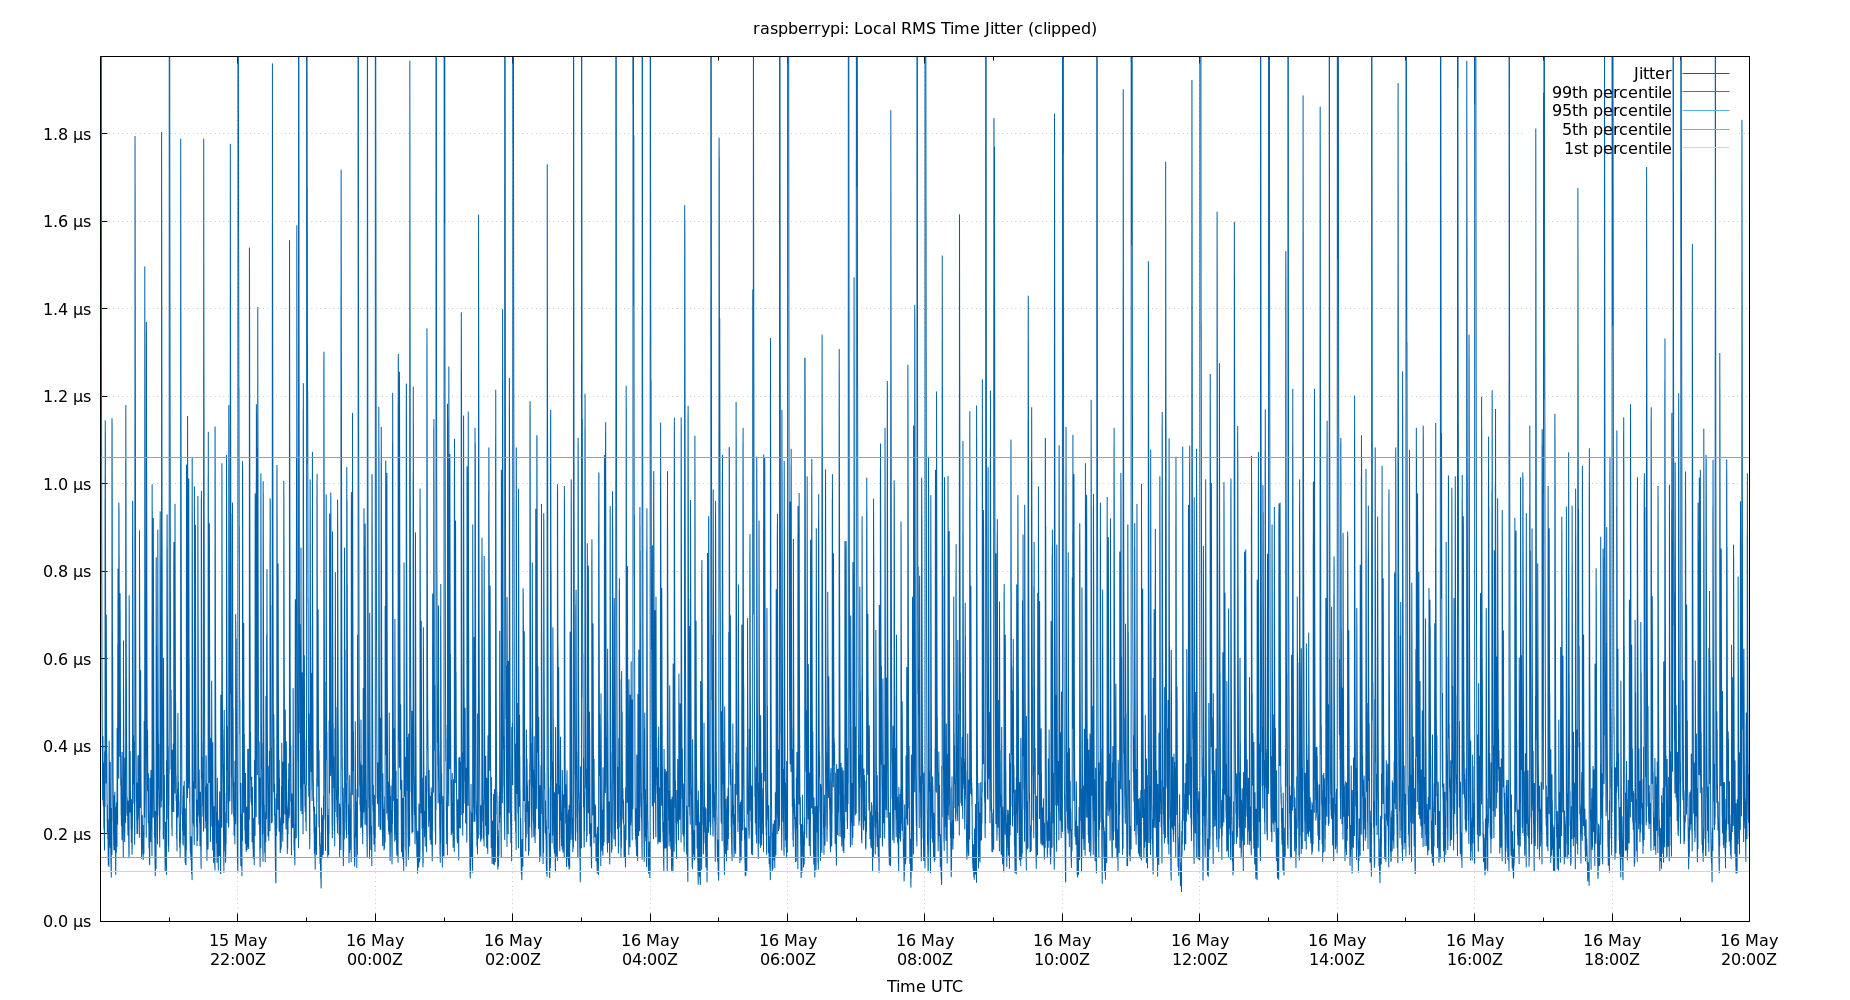 raspberrypi: Local RMS Time Jitter (clipped)
Jitter
99th percentile
95th percentile
5th percentile
1st percentile
1.8 μs
1.6 μs
1.4 μs
1.2 μs
1.0 μs
0.8 μs
0.6 μs
0.4 μs
0.2 μs
0.0 μs
15 May 16 May 16 May 16 May 16 May 16 May 16 May 16 May 16 May 16 May 16 May 16 May
22:00Z 00:00Z 02:00Z 04:00Z 06:00Z 08:00Z 10:00Z 12:00Z 14:00Z 16:00Z 18:00Z 20:00Z
Time UTC